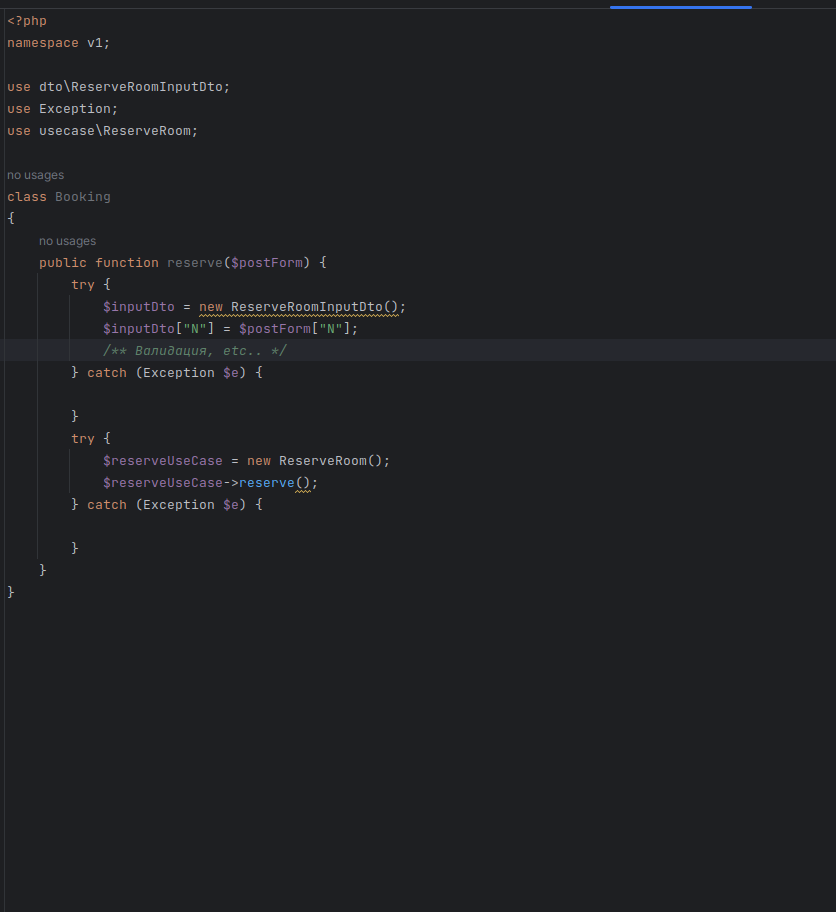 <?php
namespace v1;
use dto\ReserveRoomInputDto;
use Exception;
use usecase\ReserveRoom;
no usages
class Booking
{
no usages
public function reserve($postForm) {
try {
$inputDto = new ReserveRoomInputDto();
$inputDto["N"] = $postForm["N"];
/** Валидация, etc.. */
} catch (Exception $e) {
}
try {
$reserveUseCase = new ReserveRoom();
$reserveUseCase->reserve();
} catch (Exception $e) {
}
}
}